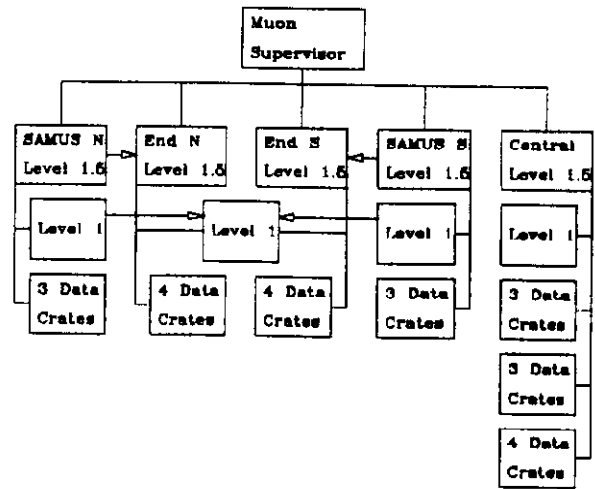 Muon
Supervisor
SAMUS N
Level 1.5
End N
Level 1.5
End S
Level 1.5
SAMUS S
Level 1.5
Central
Level 1.5
Level 1
Level 1
Level 1
Level 1
3 Data
Crates
4 Data
Crates
4 Data
Crates
3 Data
Crates
3 Data
Crates
3 Data
Crates
4 Data
Crates